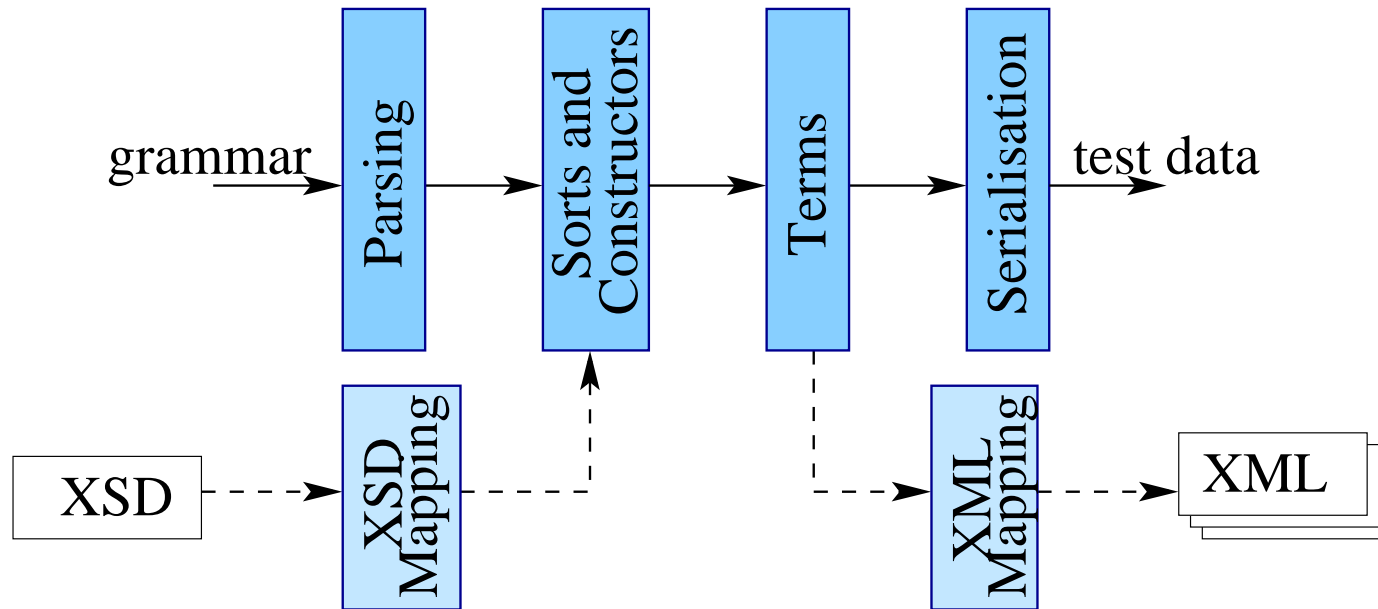 grammar
Parsing
Sorts and
Constructors
Terms
Serialisation
test data
XSD
XSD
Mapping
XML
Mapping
XML